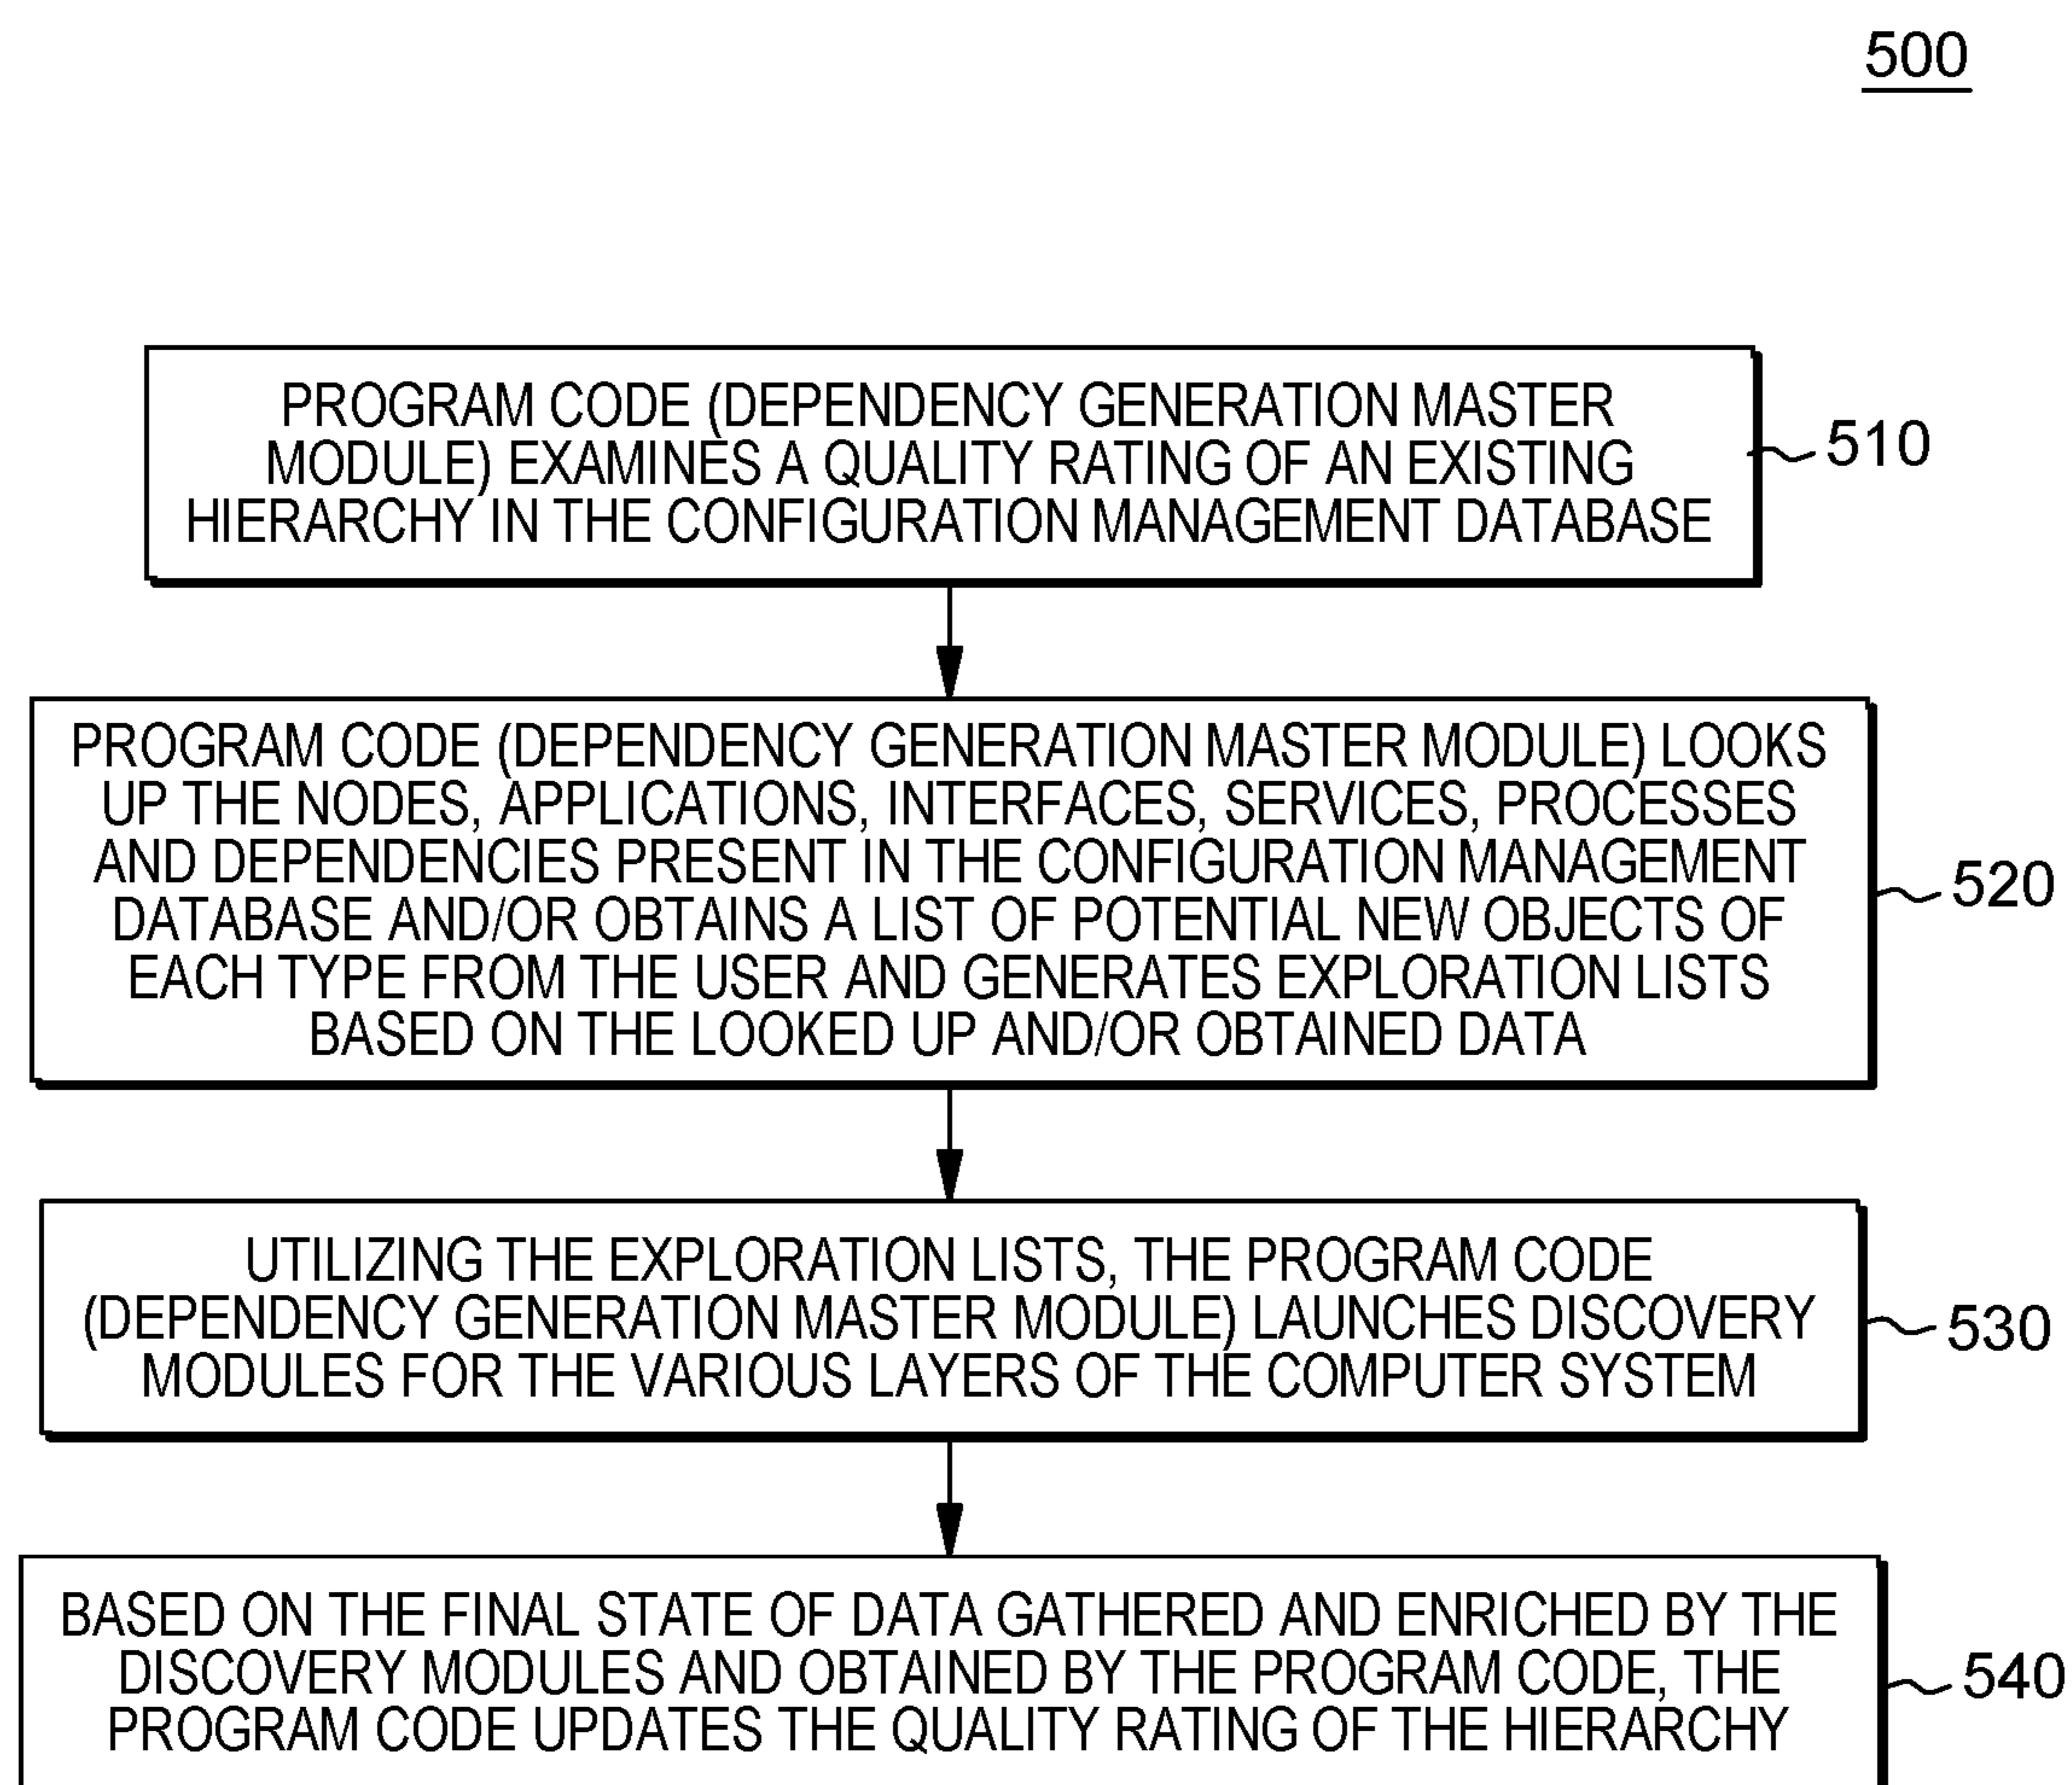 500
PROGRAM CODE (DEPENDENCY GENERATION MASTER
MODULE) EXAMINES A QUALITY RATING OF AN EXISTING
HIERARCHY IN THE CONFIGURATION MANAGEMENT DATABASE
510
PROGRAM CODE (DEPENDENCY GENERATION MASTER MODULE) LOOKS
UP THE NODES, APPLICATIONS, INTERFACES, SERVICES, PROCESSES
AND DEPENDENCIES PRESENT IN THE CONFIGURATION MANAGEMENT
DATABASE AND/OR OBTAINS A LIST OF POTENTIAL NEW OBJECTS OF
EACH TYPE FROM THE USER AND GENERATES EXPLORATION LISTS
BASED ON THE LOOKED UP AND/OR OBTAINED DATA
520
UTILIZING THE EXPLORATION LISTS, THE PROGRAM CODE
(DEPENDENCY GENERATION MASTER MODULE) LAUNCHES DISCOVERY
MODULES FOR THE VARIOUS LAYERS OF THE COMPUTER SYSTEM
530
BASED ON THE FINAL STATE OF DATA GATHERED AND ENRICHED BY THE
DISCOVERY MODULES AND OBTAINED BY THE PROGRAM CODE, THE
PROGRAM CODE UPDATES THE QUALITY RATING OF THE HIERARCHY
540